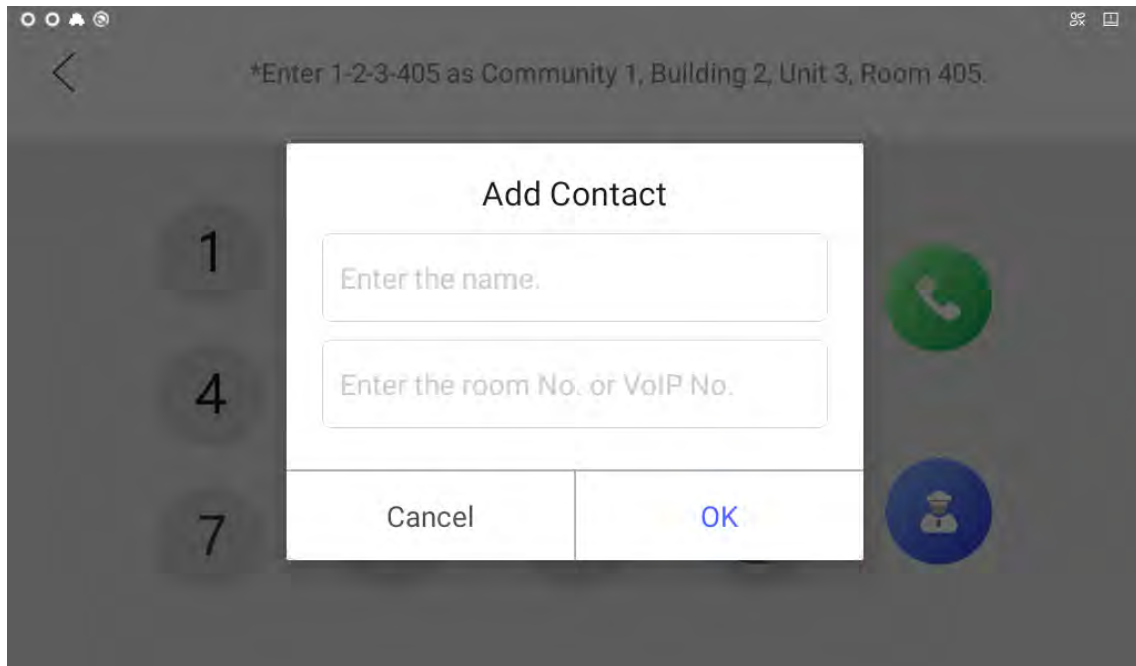 *Enter 1-2-3-405 as Community 1, Building 2, Unit 3, Room 405.
Add Contact
1
Enter the name.
4
Enter the room No. or VoIP No.
7
Cancel
OK